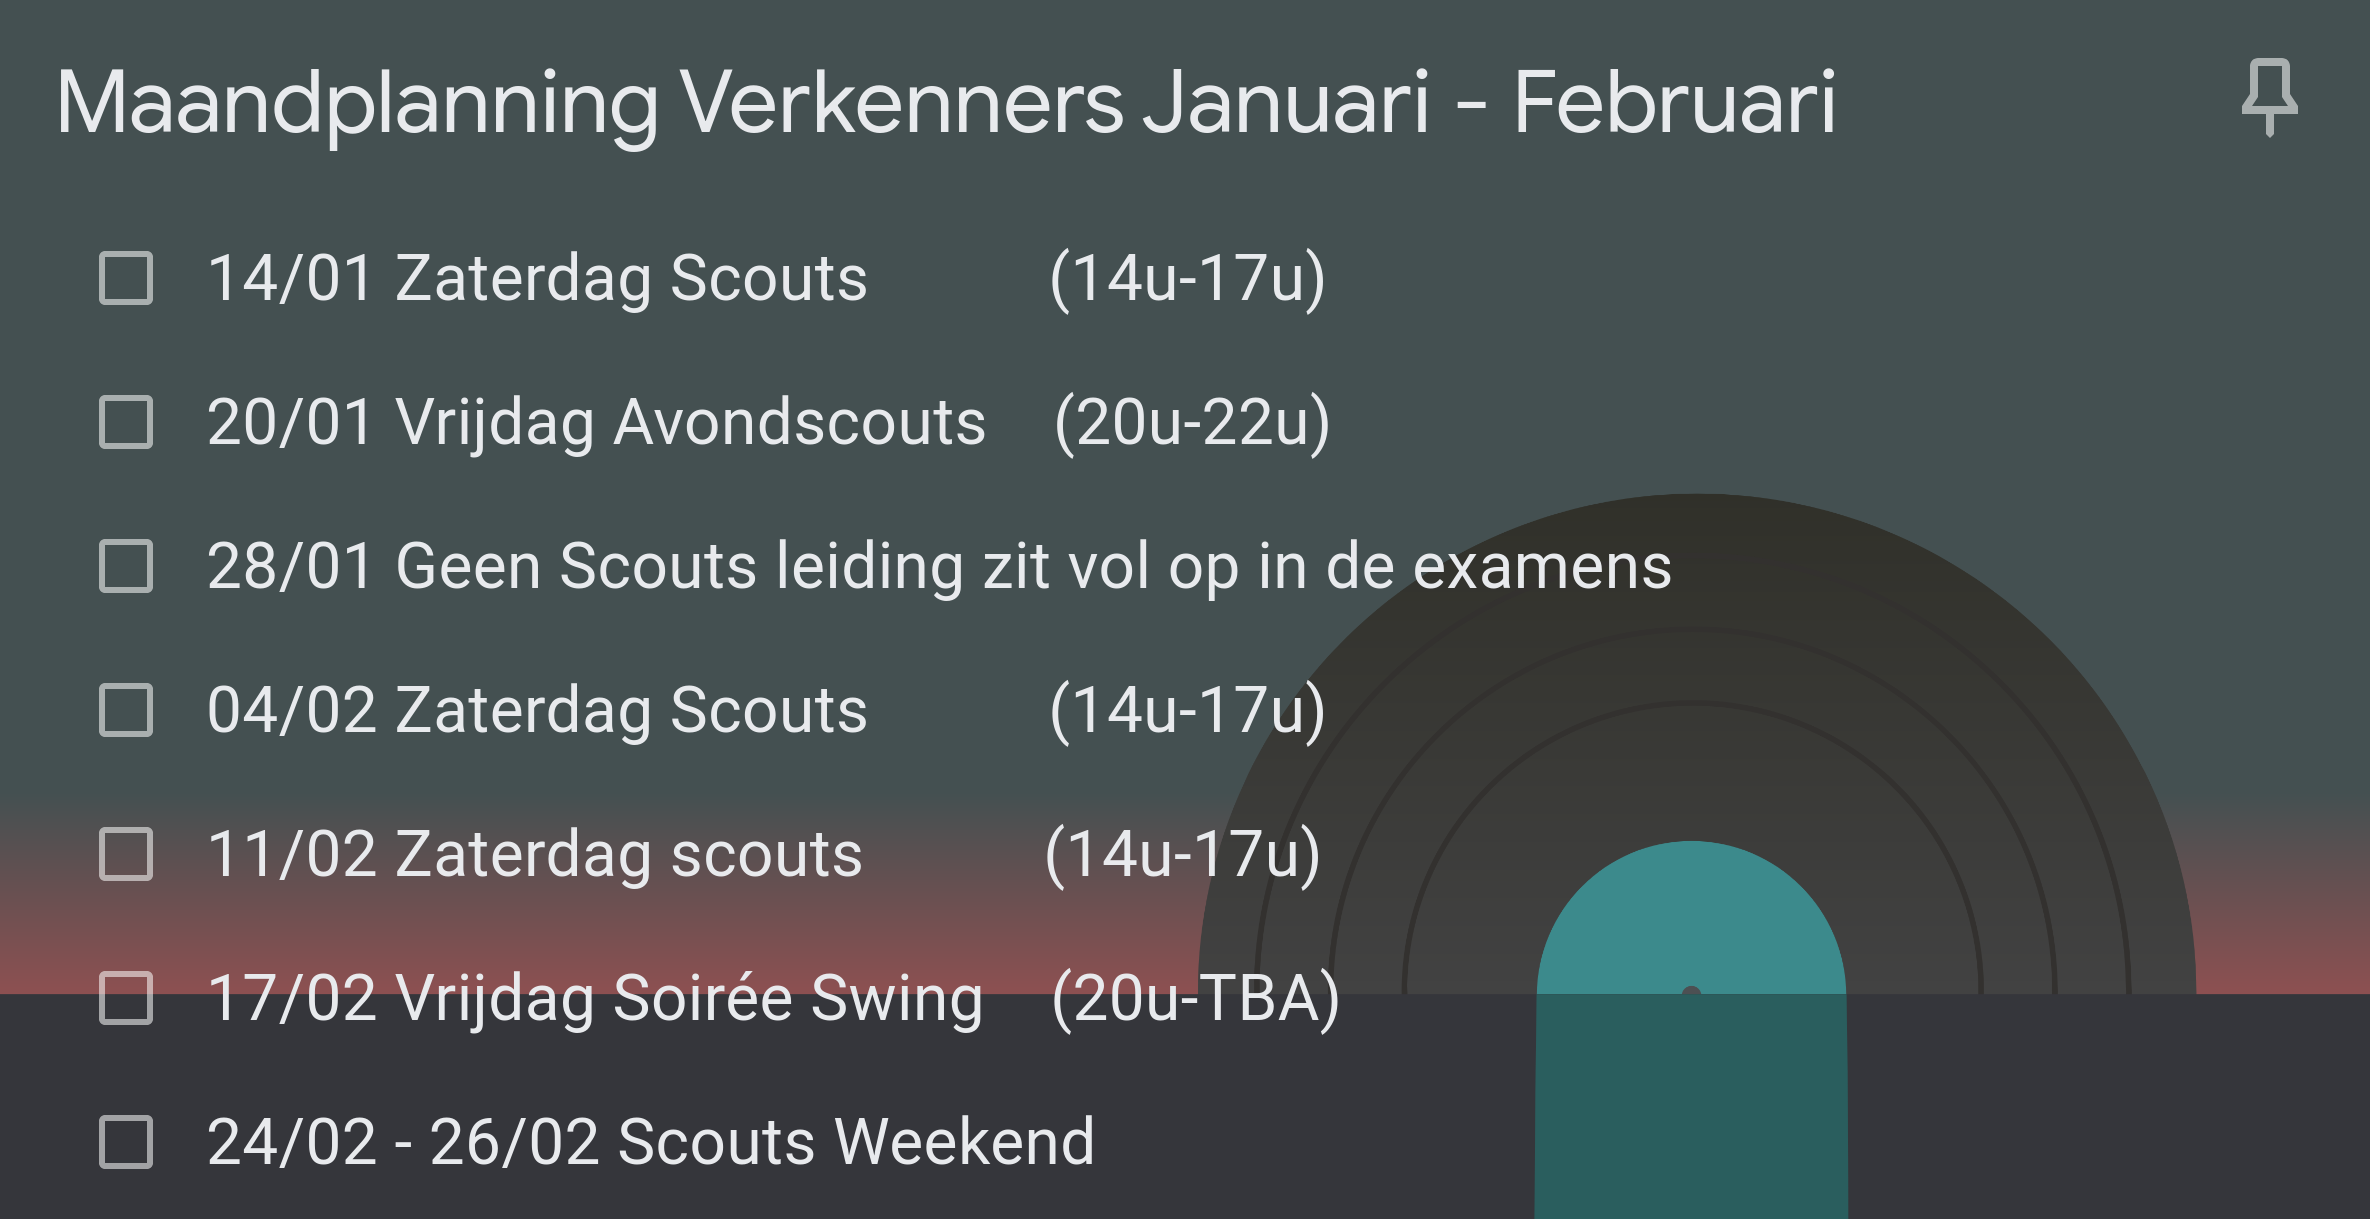 Maandplanning Verkenners Januari - Februari
14/01 Zaterdag Scouts (14u-17u)
20/01 Vrijdag Avondscouts (20u-22u)
28/01 Geen Scouts leiding zit vol op in de examens
04/02 Zaterdag Scouts (14u-17u)
11/02 Zaterdag scouts (14u-17u)
17/02 Vrijdag Soirée Swing (20u-TBA)
24/02 - 26/02 Scouts Weekend